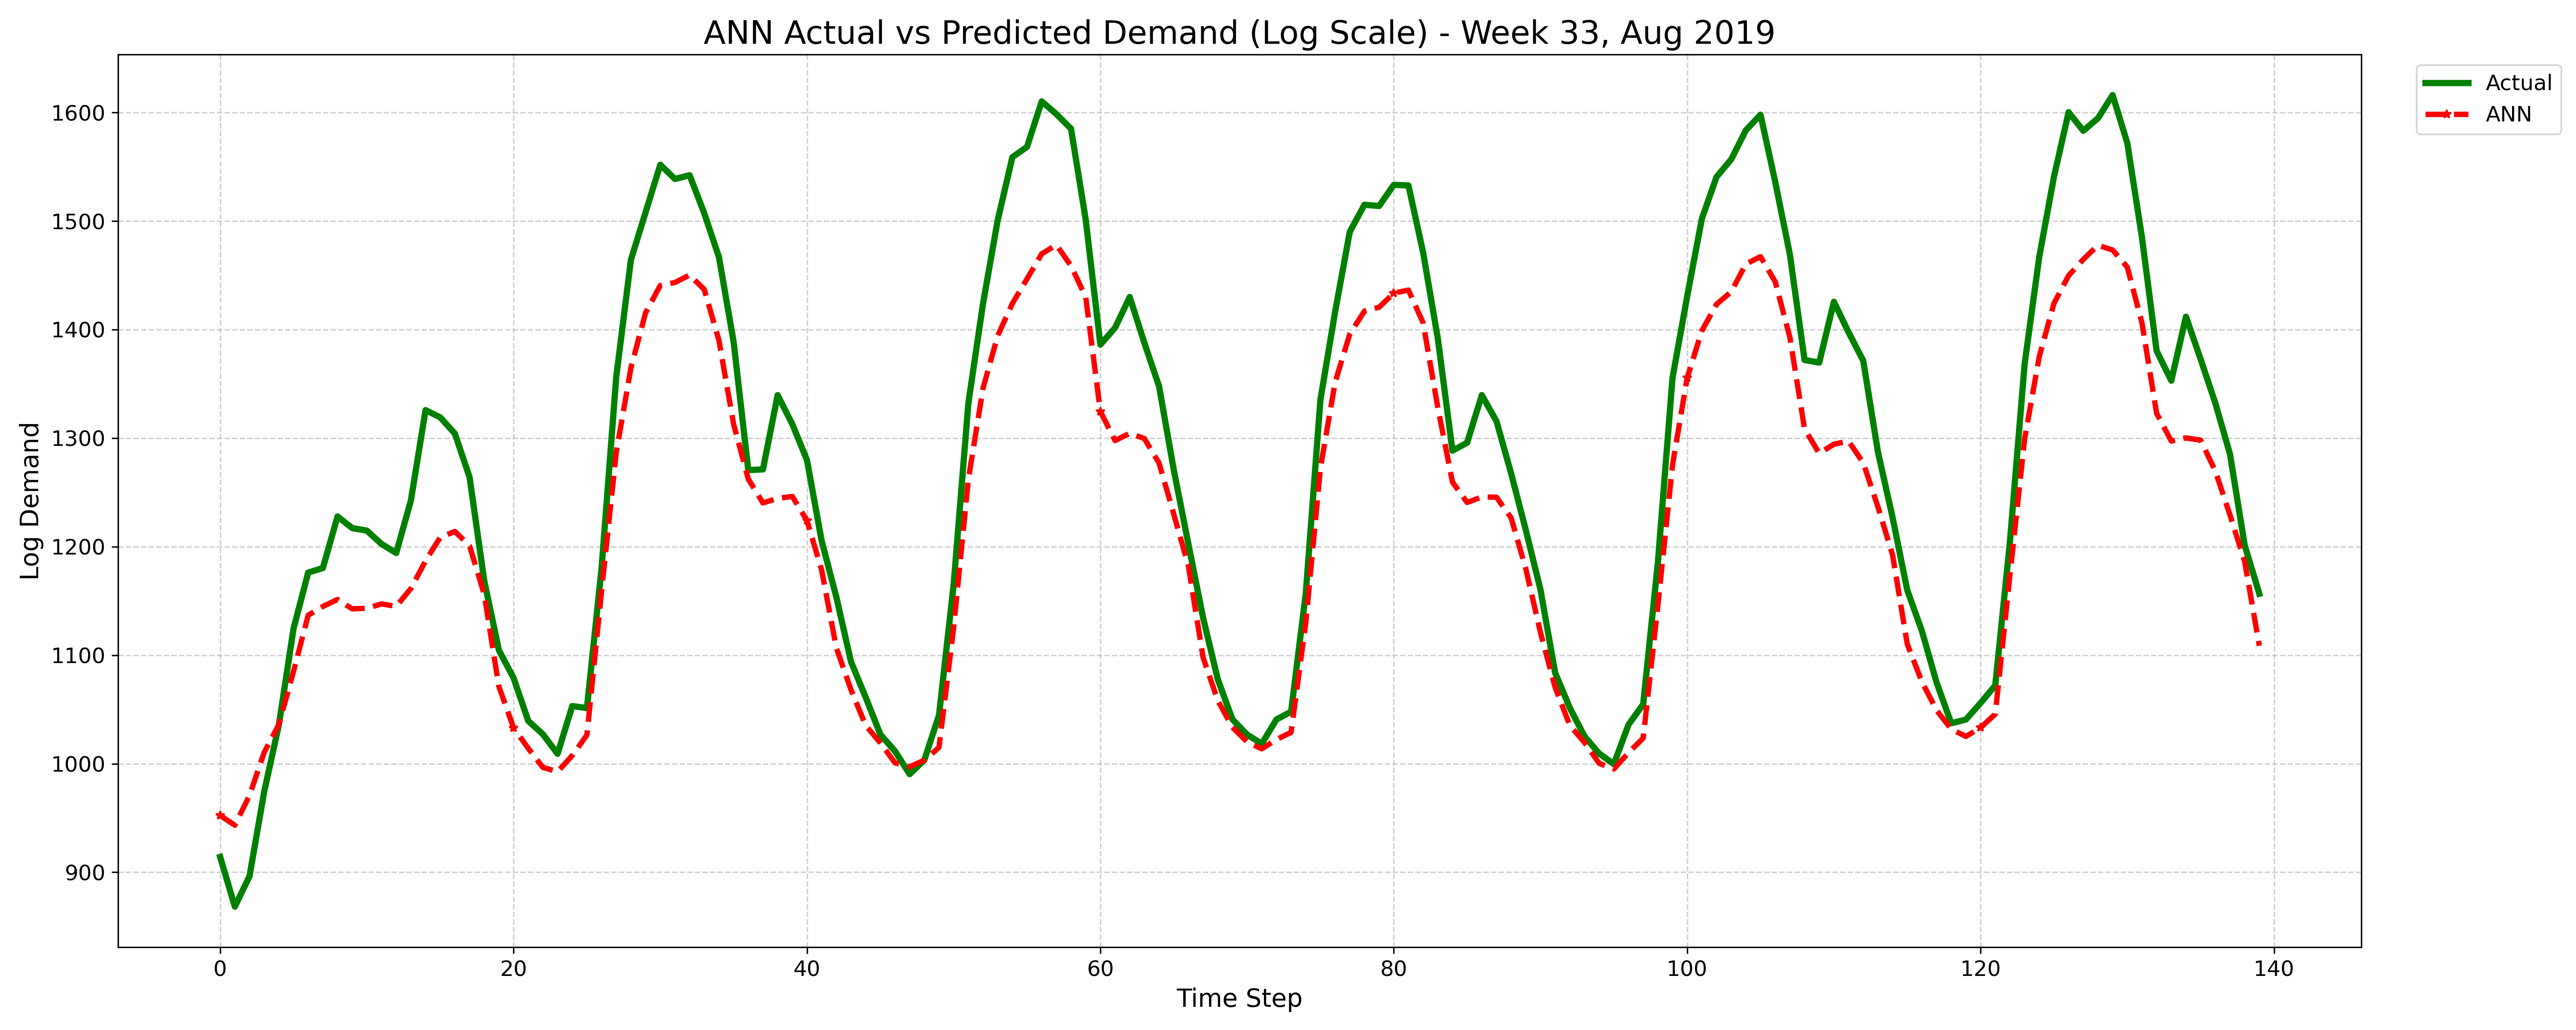 ANN Actual vs Predicted Demand (Log Scale) - Week 33, Aug 2019
Actual
ANN
Log Demand
1600
1500
1400
1300
1200
1100
1000
900
0 20 40 60 80 100 120 140
Time Step